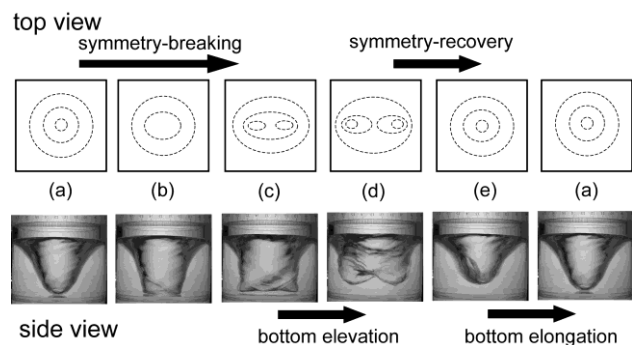 top view
symmetry-breaking
symmetry-recovery
(a)
(b)
(c)
(d)
(e)
(a)
side view
bottom elevation
bottom elongation